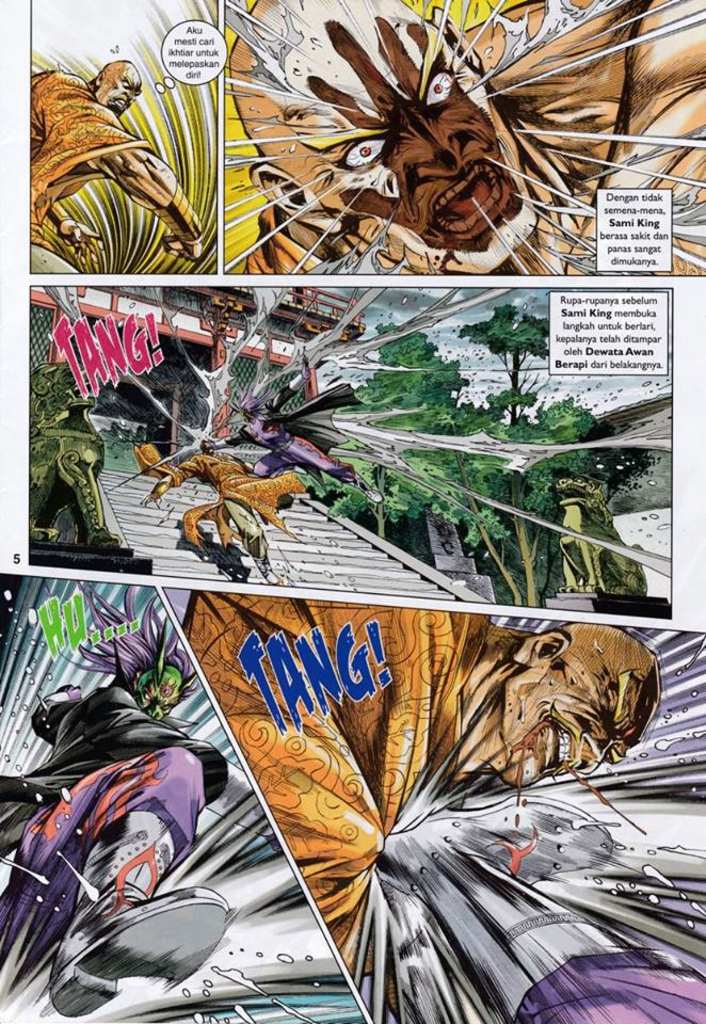 Aku
mesti cari
ikhtiar untuk
melepaskan
diri!
Dengan tidak
semena-mena,
Sami King
berasa sakit dan
panas sangat
dimukanya.
TANG!
Rupa-rupanya sebelum
Sami King membuka
langkah untuk berlari,
kepalanya telah ditampar
oleh Dewata Awan
Berapi dari belakangnya.
5
HU....
TANG!